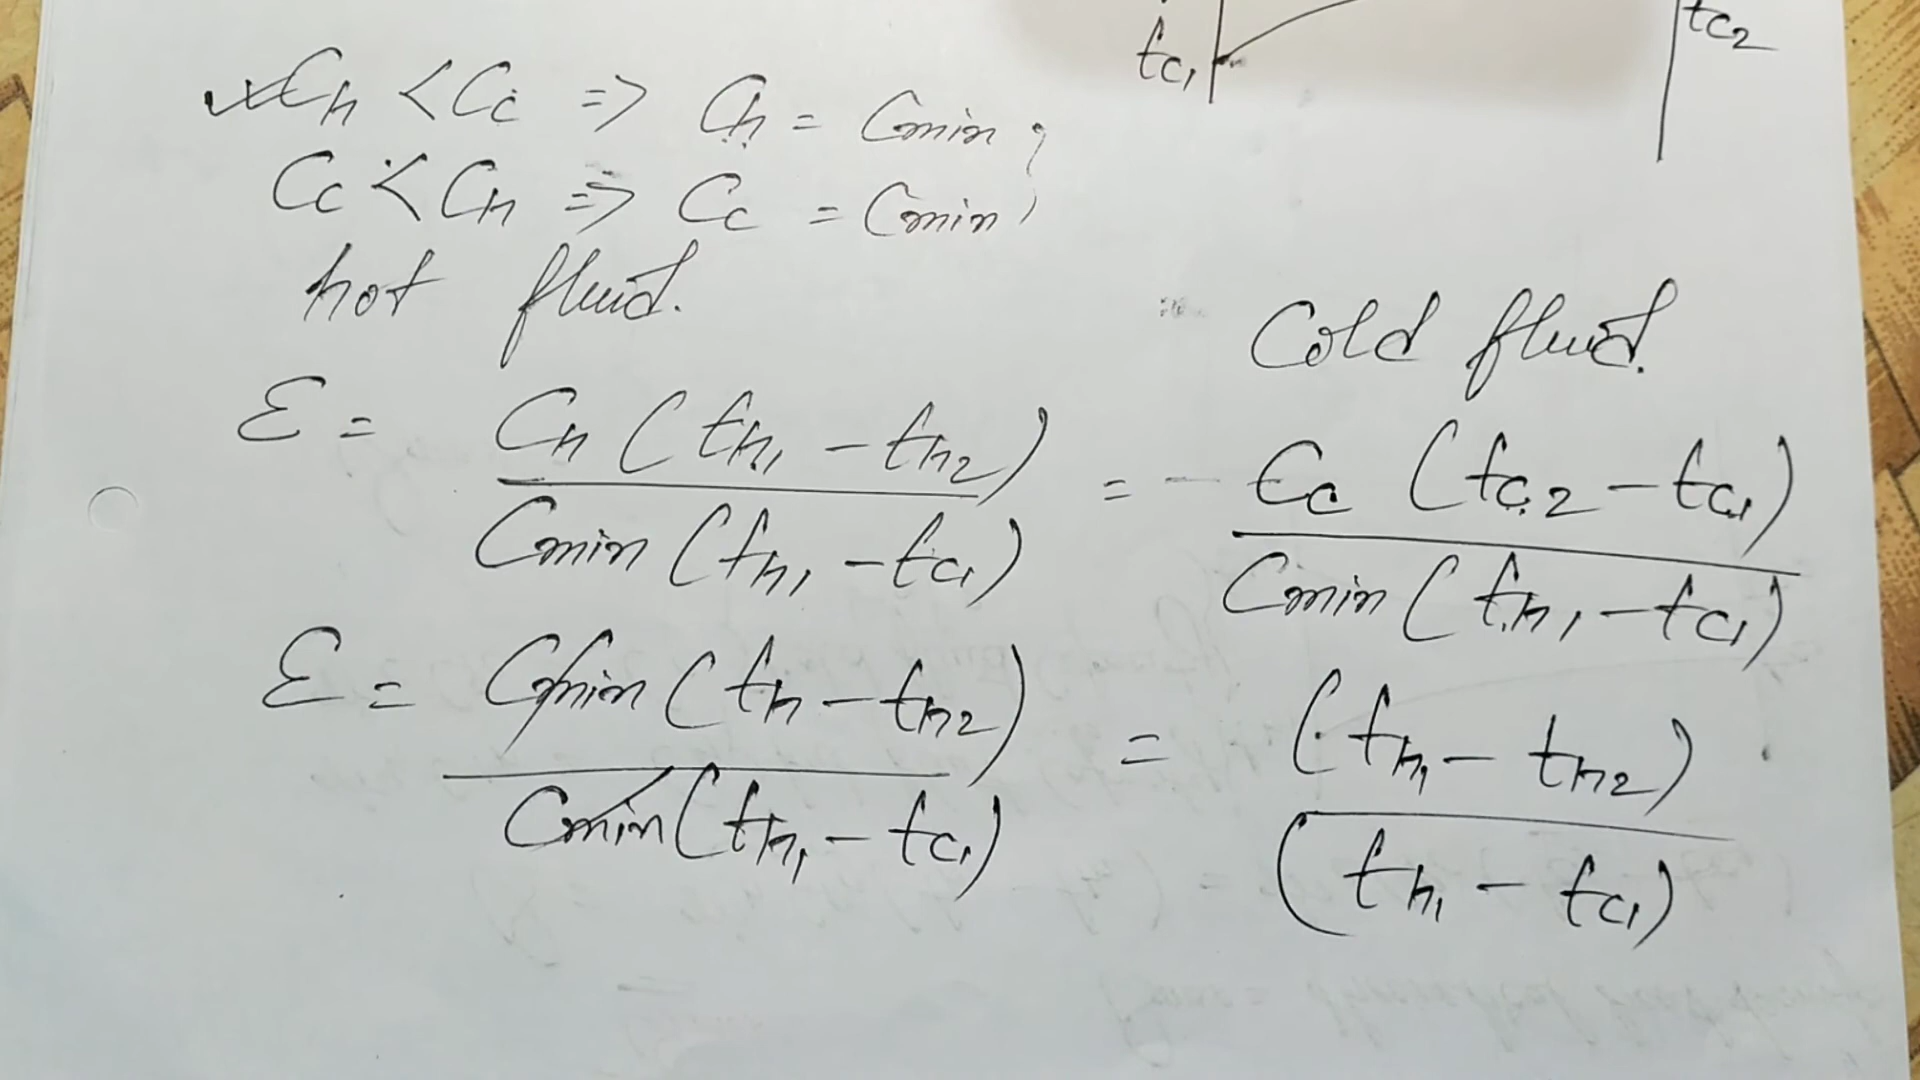 tc1 tc2
Ch < Cc => Ch = Cmin ;
Cc < Ch => Cc = Cmin ;
hot fluid. Cold fluid.
ε = Ch (th1 - th2) / Cmin (th1 - tc1) = Cc (tc2 - tc1) / Cmin (th1 - tc1)
ε = Cmin (th - th2) / Cmin (th1 - tc1) = (th1 - th2) / (th1 - tc1)